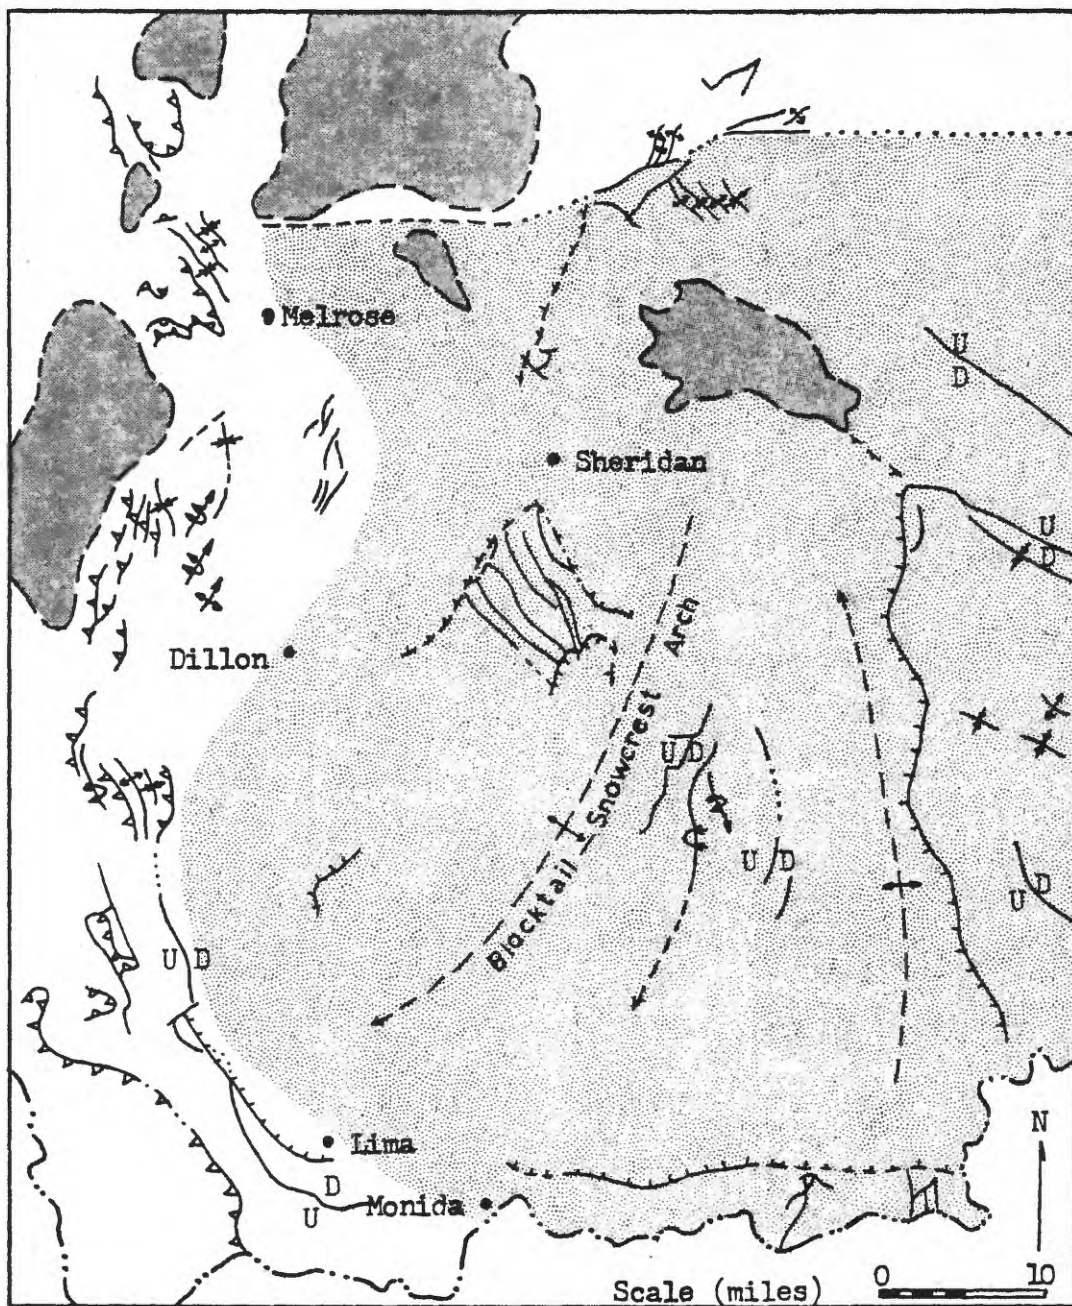 Melrose
U
D
Sheridan
U
D
Dillon
Blacktail - Snowcrest Arch
U D
U D
U D
U D
Lima
D
U
Monida
N
Scale (miles)
0 10